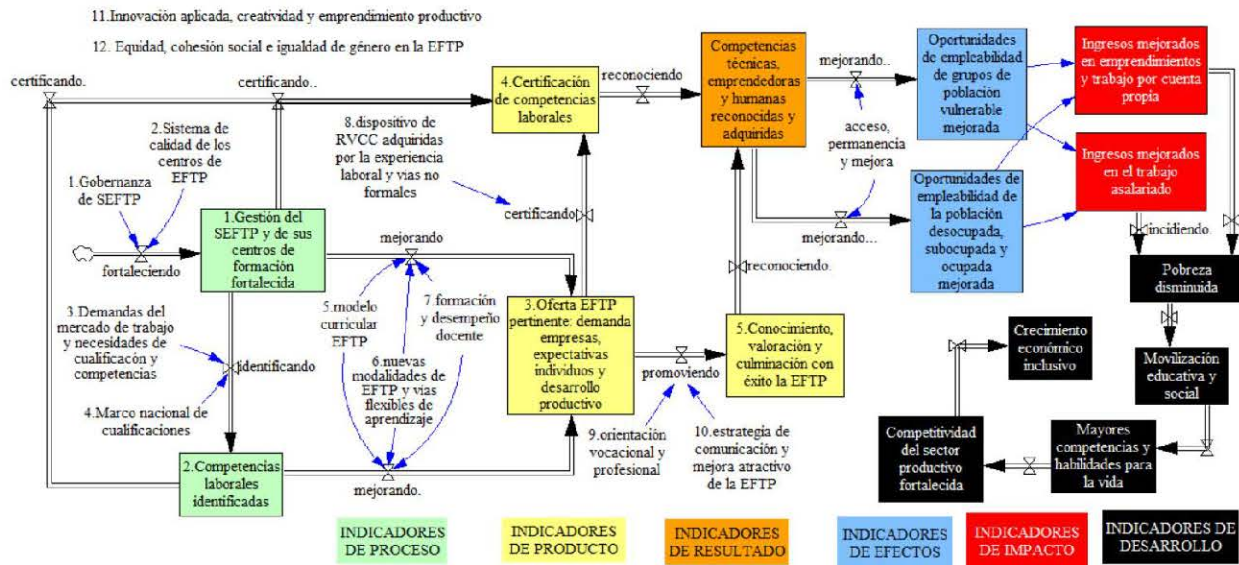 11.Innovación aplicada, creatividad y emprendimiento productivo
12. Equidad, cohesión social e igualdad de género en la EFTP
certificando.
certificando..
4.Certificación
de competencias
laborales
reconociendo
Competencias
técnicas,
emprendedoras
y humanas
reconocidas y
adquiridas
mejorando..
Oportunidades
de empleabilidad
de grupos de
población
vulnerable
mejorada
Ingresos mejorados
en emprendimientos
y trabajo por cuenta
propia
2.Sistema de
calidad de los
centros de
EFTP
1.Gobernanza
de SEFTP
fortaleciendo
1.Gestión del
SEFTP y de sus
centros de
formación
fortalecida
8.dispositivo de
RVCC adquiridas
por la experiencia
laboral y vias no
formales
certificando
acceso,
permanencia
y mejora
Ingresos mejorados
en el trabajo
asalariado
mejorando...
Oportunidades de
empleabilidad de
la población
desocupada,
subocupada y
ocupada
mejorada
incidiendo.
mejorando
reconociendo.
Pobreza
disminuida
3.Demandas del
mercado de trabajo
y necesidades de
cualificacón y
competencias
identificando
4.Marco nacional de
cualificaciones
5.modelo
curricular
EFTP
7.formación
y desempeño
docente
6.nuevas
modalidades de
EFTP y vías
flexibles de
aprendizaje
3.Oferta EFTP
pertinente: demanda
empresas,
expectativas
individuos y
desarrollo
productivo
promoviendo
5.Conocimiento,
valoración y
culminación con
éxito la EFTP
Crecimiento
económico
inclusivo
Movilización
educativa y
social
9.orientación
vocacional y
profesional
10.estrategia de
comunicación y
mejora atractivo
de la EFTP
Competitividad
del sector
productivo
fortalecida
Mayores
competencias y
habilidades para
la vida
2.Competencias
laborales
identificadas
mejorando.
INDICADORES
DE PROCESO
INDICADORES
DE PRODUCTO
INDICADORES
DE RESULTADO
INDICADORES
DE EFECTOS
INDICADORES
DE IMPACTO
INDICADORES DE
DESARROLLO